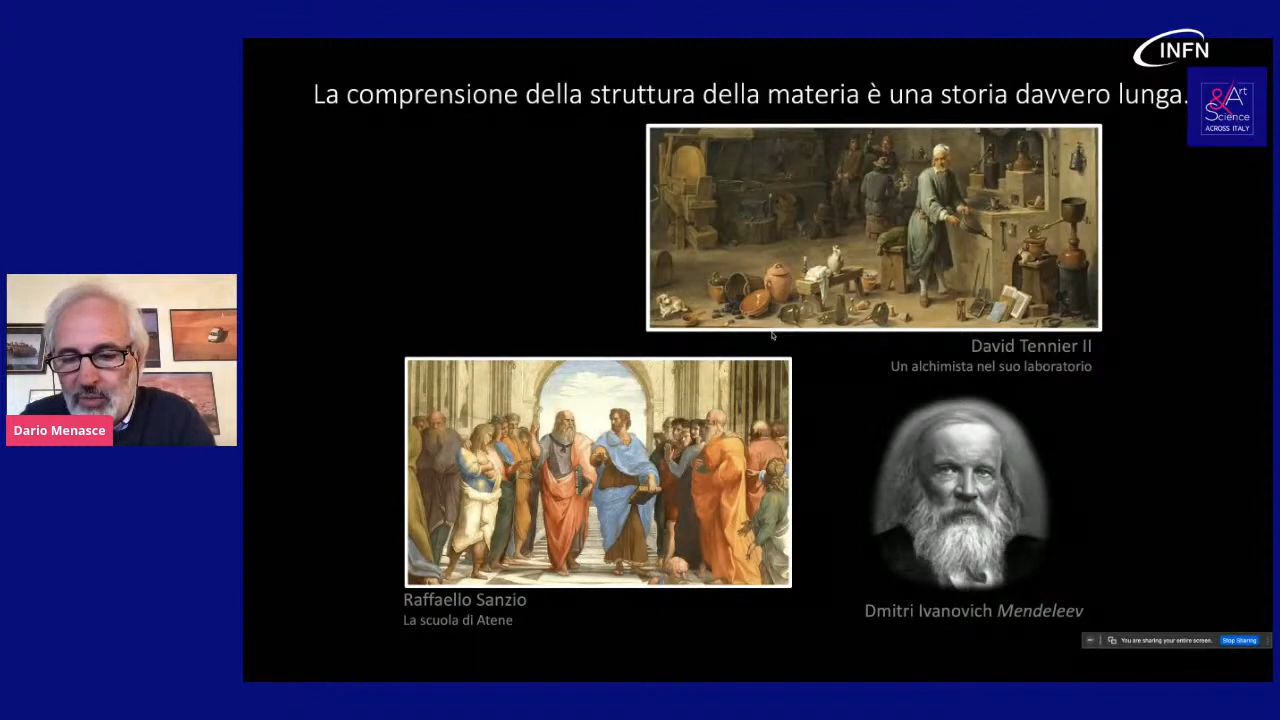 INFN
La comprensione della struttura della materia è una storia davvero lunga.
Art
&
Science
ACROSS ITALY
David Tennier II
Un alchimista nel suo laboratorio
Dario Menasce
Raffaello Sanzio
La scuola di Atene
Dmitri Ivanovich Mendeleev
You are sharing your entire screen. Stop Sharing